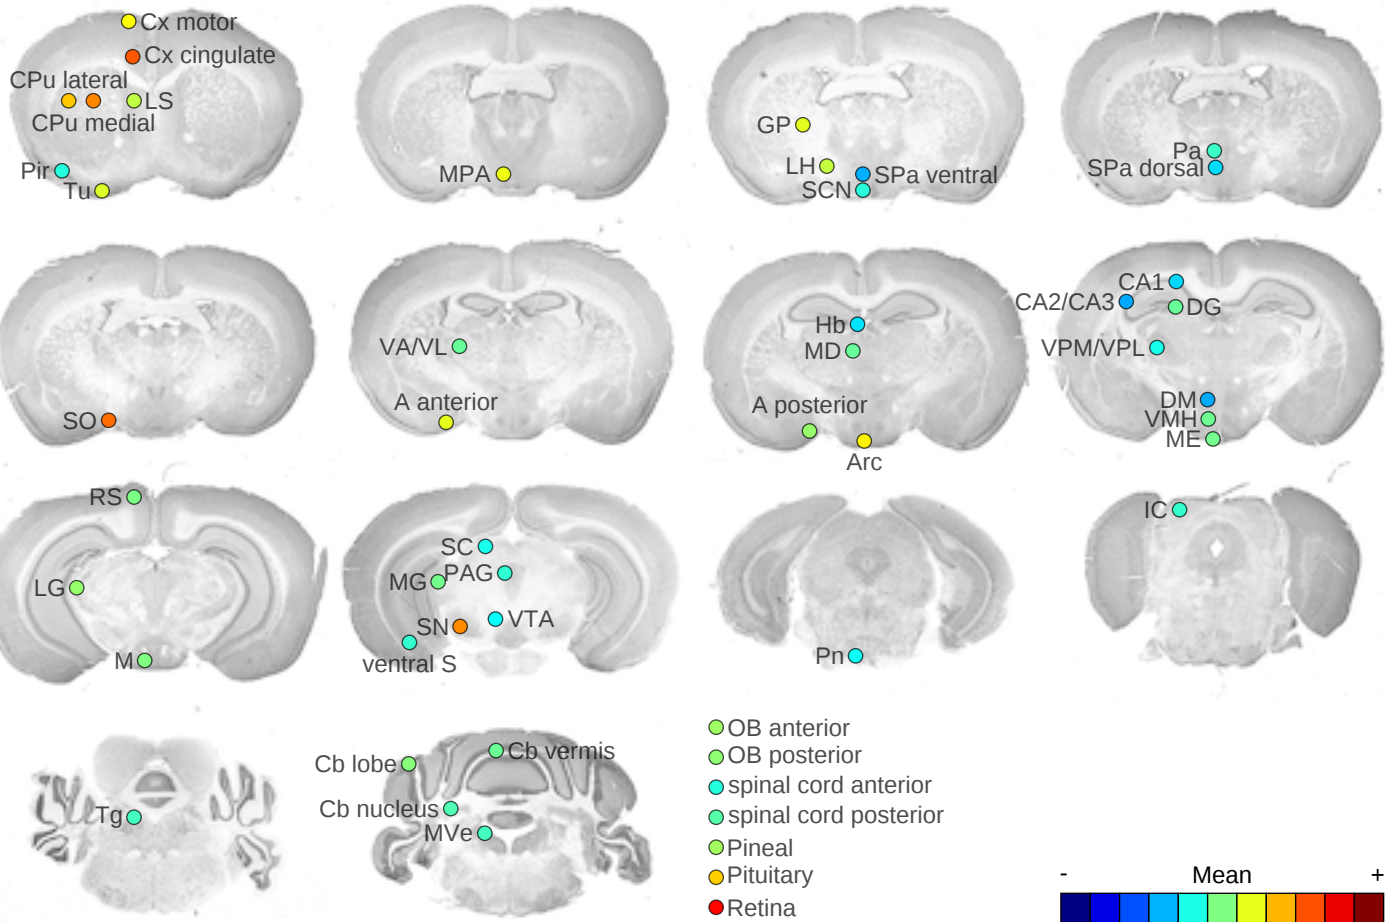 Cx motor
Cx cingulate
CPu lateral
LS
CPu medial
Pir
Tu
MPA
GP
LH
SPa ventral
SCN
Pa
SPa dorsal
SO
VA/VL
A anterior
Hb
MD
A posterior
Arc
CA1
CA2/CA3
DG
VPM/VPL
DM
VMH
ME
RS
LG
M
SC
MG
PAG
SN
VTA
ventral S
Pn
IC
Tg
Cb lobe
Cb vermis
Cb nucleus
MVe
OB anterior
OB posterior
spinal cord anterior
spinal cord posterior
Pineal
Pituitary
Retina
- Mean +